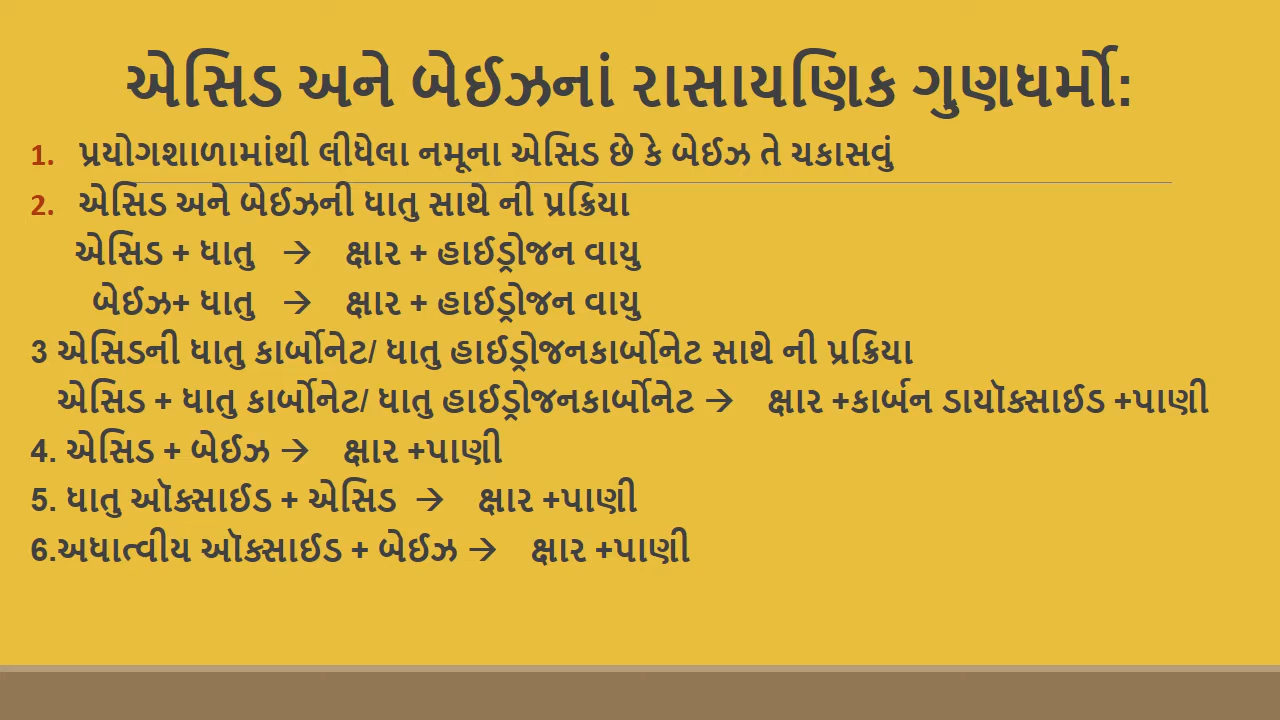 એસિડ અને બેઈઝનાં રાસાયણિક ગુણધર્મો:
1. પ્રયોગશાળામાંથી લીધેલા નમૂના એસિડ છે કે બેઈઝ તે ચકાસવું
2. એસિડ અને બેઈઝની ધાતુ સાથે ની પ્રક્રિયા
એસિડ + ધાતુ → ક્ષાર + હાઈડ્રોજન વાયુ
બેઈઝ+ ધાતુ → ક્ષાર + હાઈડ્રોજન વાયુ
3 એસિડની ધાતુ કાર્બોનેટ/ ધાતુ હાઈડ્રોજનકાર્બોનેટ સાથે ની પ્રક્રિયા
એસિડ + ધાતુ કાર્બોનેટ/ ધાતુ હાઈડ્રોજનકાર્બોનેટ → ક્ષાર +કાર્બન ડાયૉક્સાઈડ +પાણી
4. એસિડ + બેઈઝ → ક્ષાર +પાણી
5. ધાતુ ઑક્સાઈડ + એસિડ → ક્ષાર +પાણી
6.અધાત્વીય ઑક્સાઈડ + બેઈઝ → ક્ષાર +પાણી